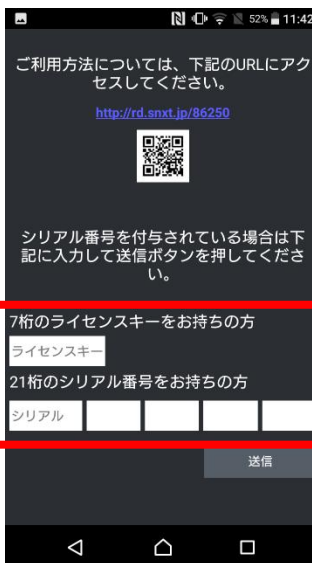 52% 11:42
ご利用方法については、下記のURLにアク
セスしてください。
http://rd.snxt.jp/86250
シリアル番号を付与されている場合は下
記に入力して送信ボタンを押してくださ
い。
7桁のライセンスキーをお持ちの方
ライセンスキー
21桁のシリアル番号をお持ちの方
シリアル
送信